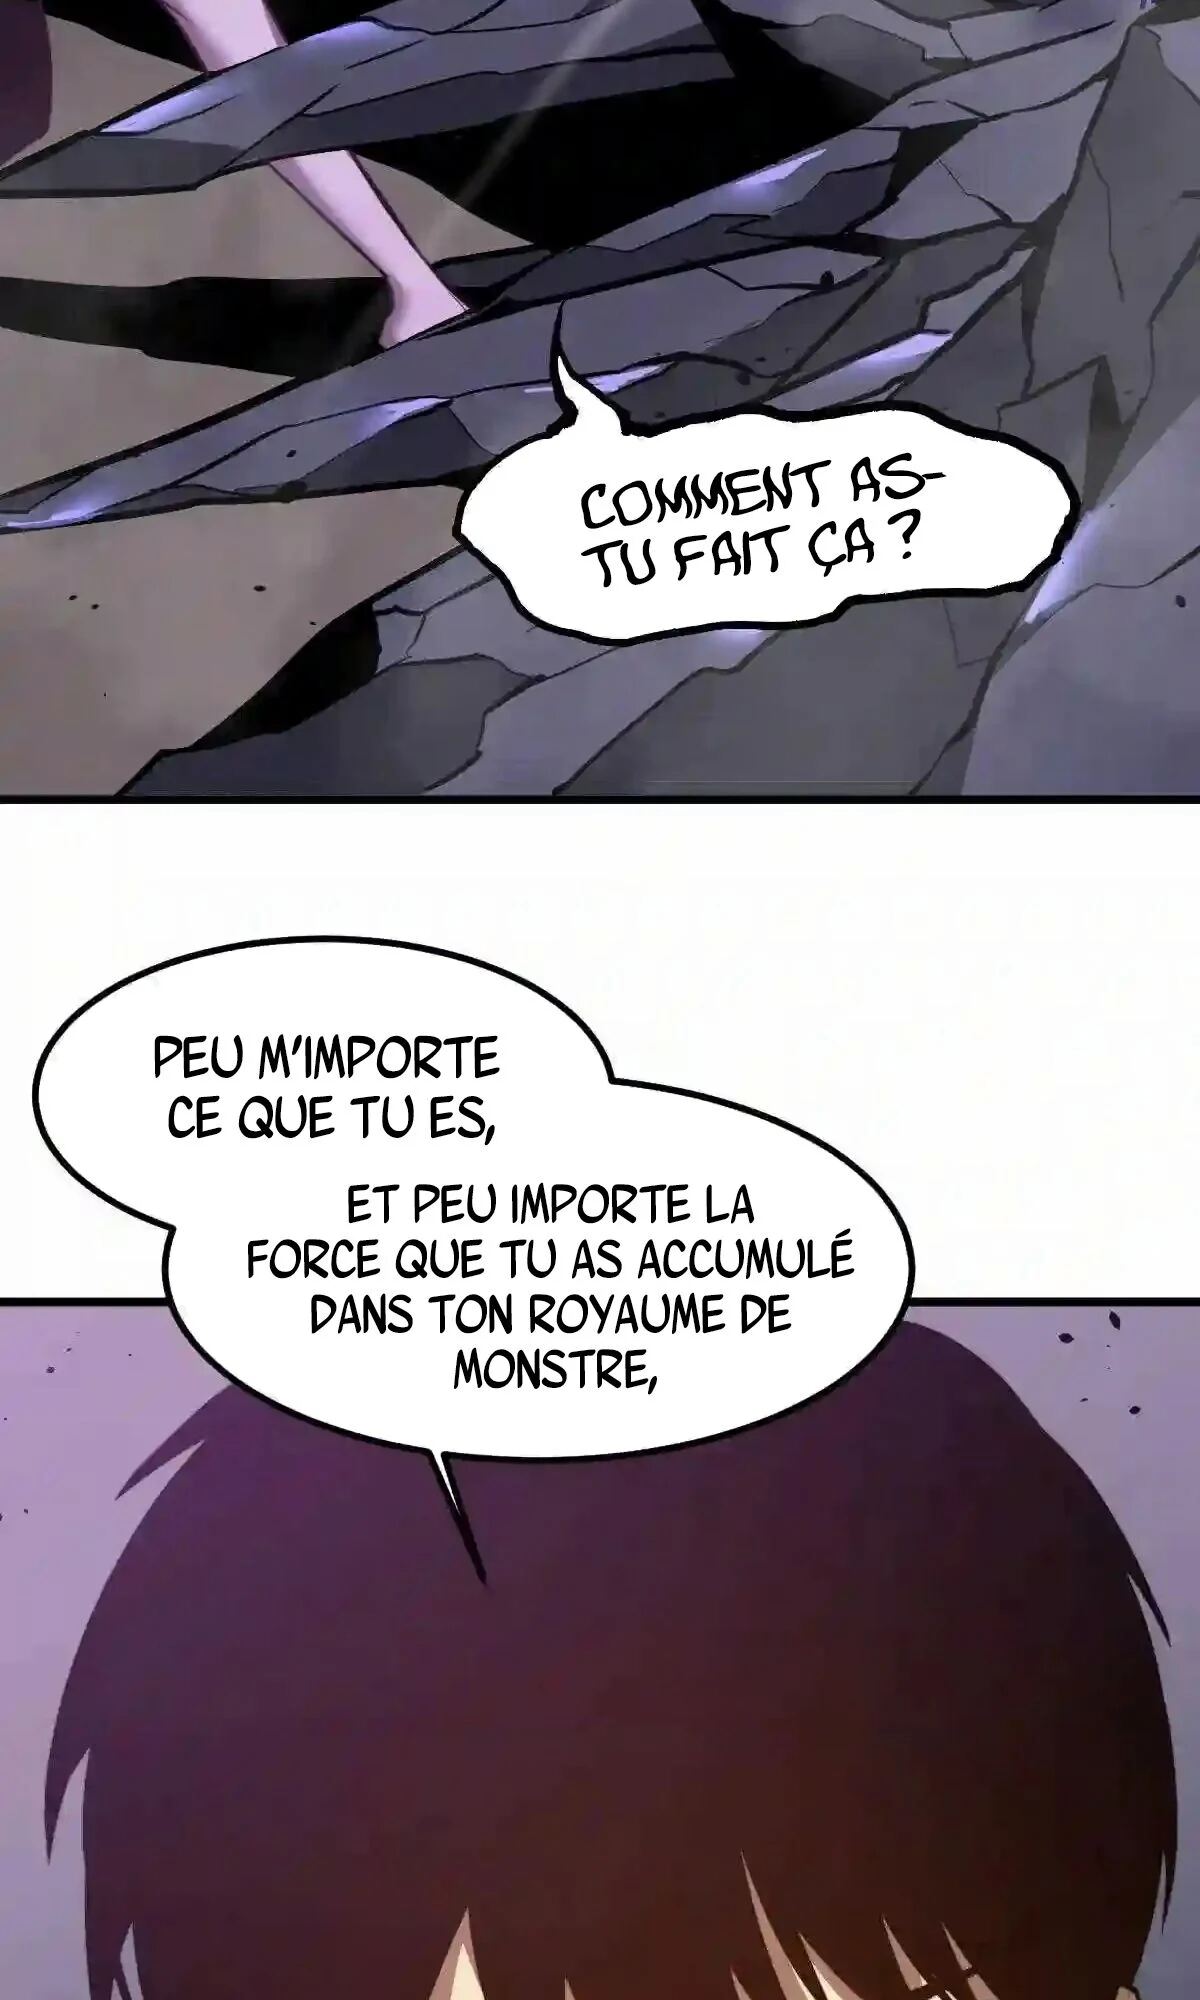 COMMENT AS-
TU FAIT ÇA ?
PEU M'IMPORTE
CE QUE TU ES,
ET PEU IMPORTE LA
FORCE QUE TU AS ACCUMULÉ
DANS TON ROYAUME DE
MONSTRE,